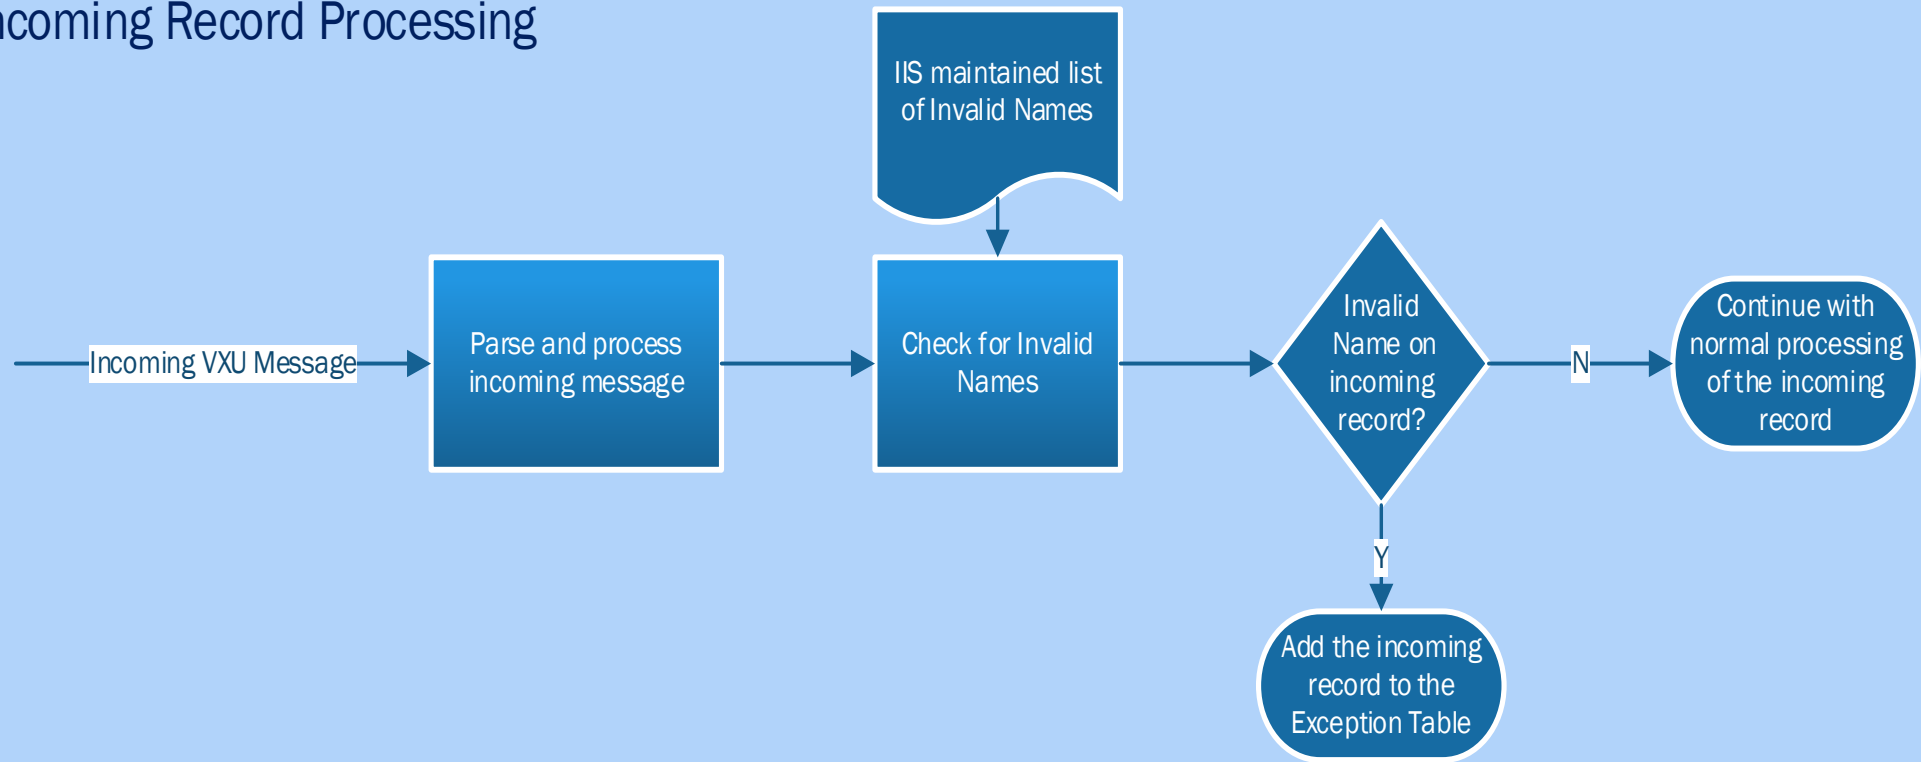 ncoming Record Processing
IIS maintained list
of Invalid Names
Incoming VXU Message
Parse and process
incoming message
Check for Invalid
Names
Invalid
Name on
incoming
record?
N
Continue with
normal processing
of the incoming
record
Y
Add the incoming
record to the
Exception Table